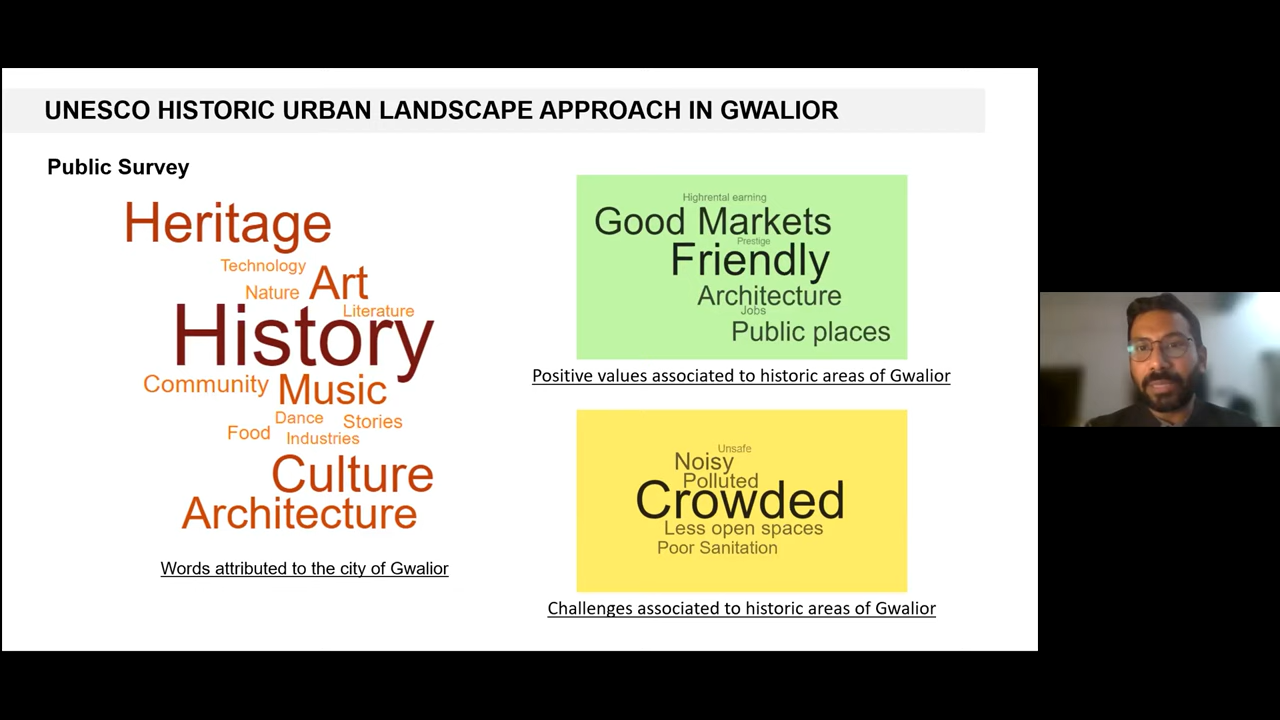 UNESCO HISTORIC URBAN LANDSCAPE APPROACH IN GWALIOR
Public Survey
Heritage
Technology
Art
Nature
Literature
History
Community
Music
Dance
Stories
Food
Industries
Culture
Architecture
Words attributed to the city of Gwalior
Highrental earning
Good Markets
Prestige
Friendly
Architecture
Jobs
Public places
Positive values associated to historic areas of Gwalior
Unsafe
Noisy
Polluted
Crowded
Less open spaces
Poor Sanitation
Challenges associated to historic areas of Gwalior